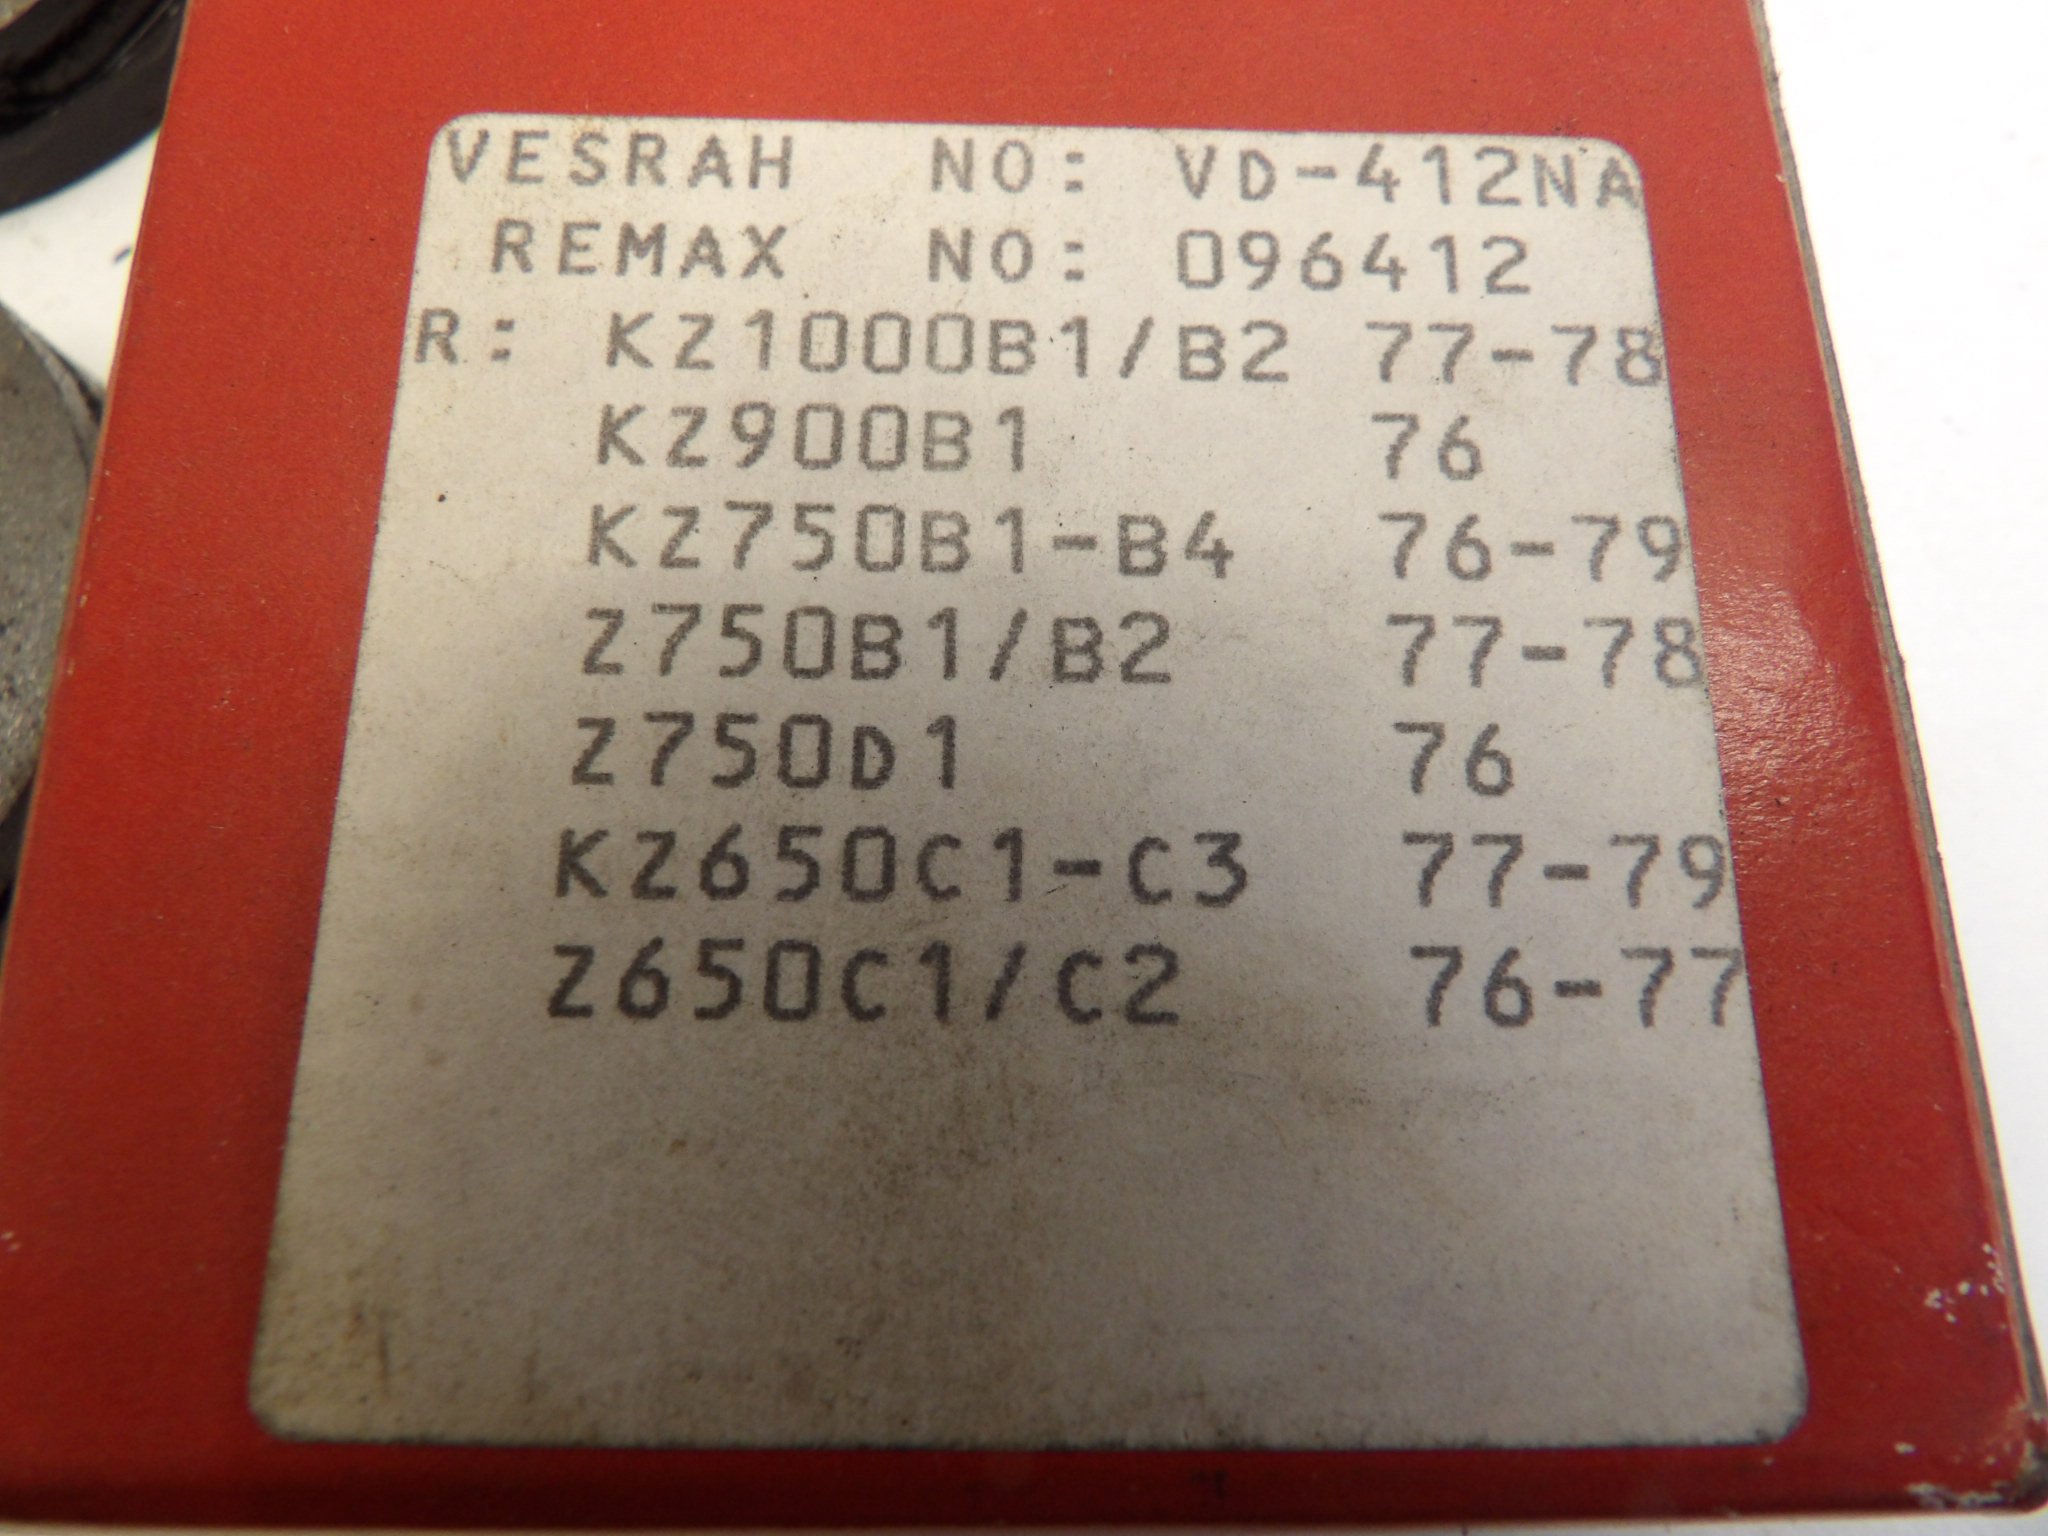 VESRAH NO: VD-412NA
REMAX NO: 096412
R: KZ1000B1/B2 77-78
KZ900B1 76
KZ750B1-B4 76-79
Z750B1/B2 77-78
Z750D1 76
KZ650C1-C3 77-79
Z650C1/C2 76-77